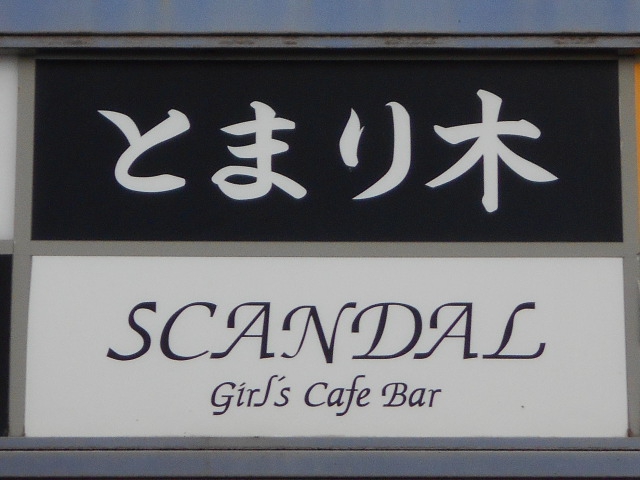 とまり木
SCANDAL
Girl's Cafe Bar